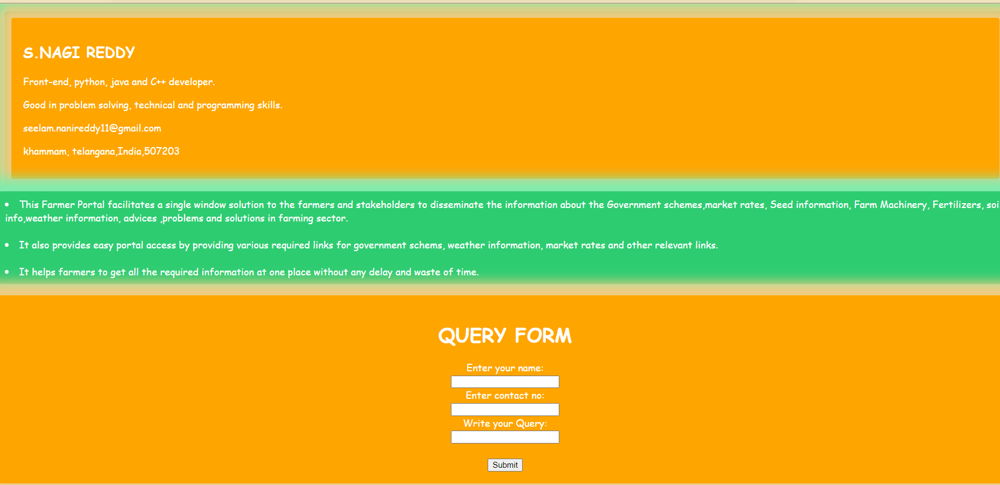 S.NAGI REDDY
Front-end, python, java and C++ developer.
Good in problem solving, technical and programming skills.
seelam.nanireddy11@gmail.com
khammam, telangana,India,507203
• This Farmer Portal facilitates a single window solution to the farmers and stakeholders to disseminate the information about the Government schemes,market rates, Seed information, Farm Machinery, Fertilizers,
info,weather information, advices ,problems and solutions in farming sector.
• It also provides easy portal access by providing various required links for government schems, weather information, market rates and other relevant links.
• It helps farmers to get all the required information at one place without any delay and waste of time.
QUERY FORM
Enter your name:
Enter contact no:
Write your Query:
Submit